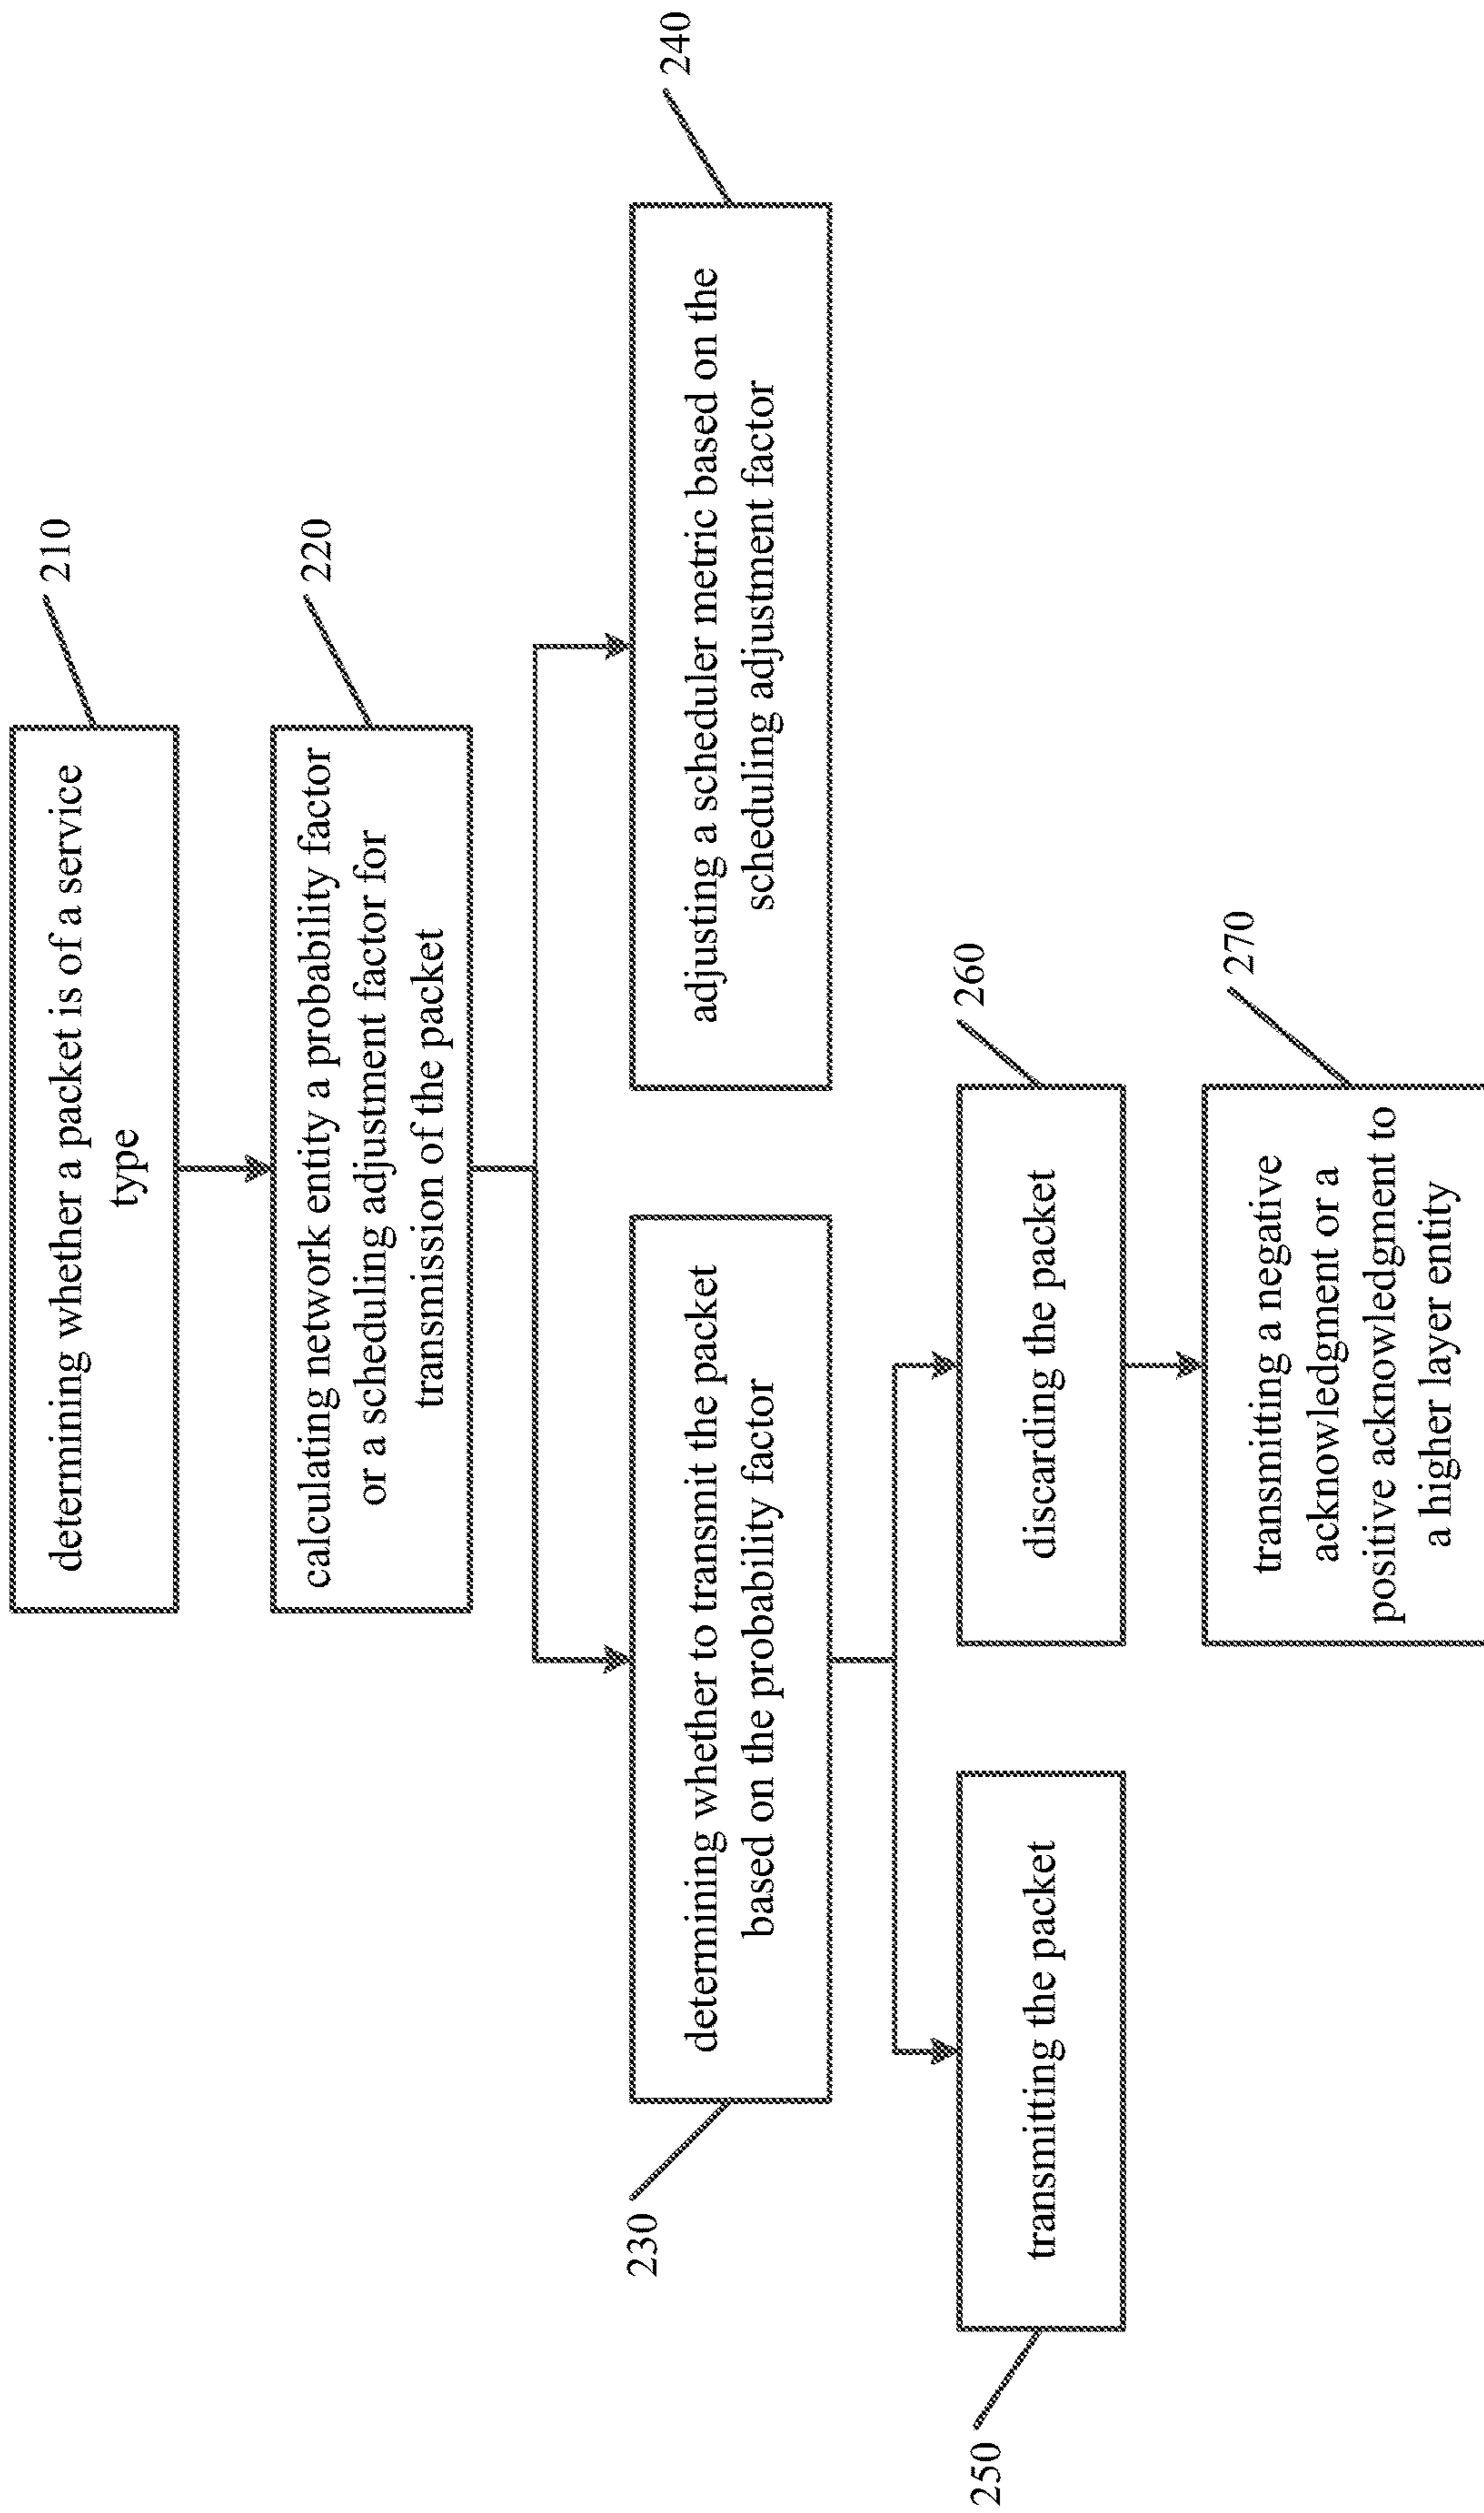 determining whether a packet is of a service
type
210
calculating network entity a probability factor
or a scheduling adjustment factor for
transmission of the packet
220
230
determining whether to transmit the packet
based on the probability factor
adjusting a scheduler metric based on the
scheduling adjustment factor
240
250
transmitting the packet
discarding the packet
260
transmitting a negative
acknowledgment or a
positive acknowledgment to
a higher layer entity
270